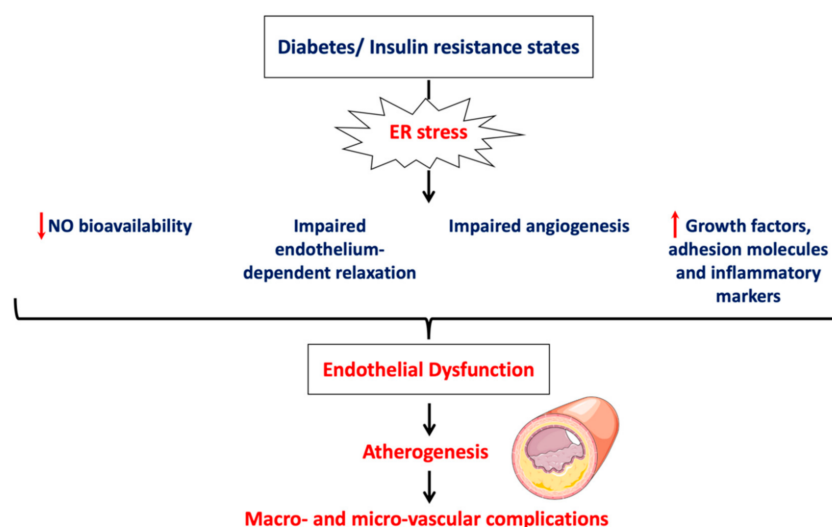 Diabetes/ Insulin resistance states
ER stress
NO bioavailability
Impaired
endothelium-
dependent relaxation
Impaired angiogenesis
Growth factors,
adhesion molecules
and inflammatory
markers
Endothelial Dysfunction
Atherogenesis
Macro- and micro-vascular complications